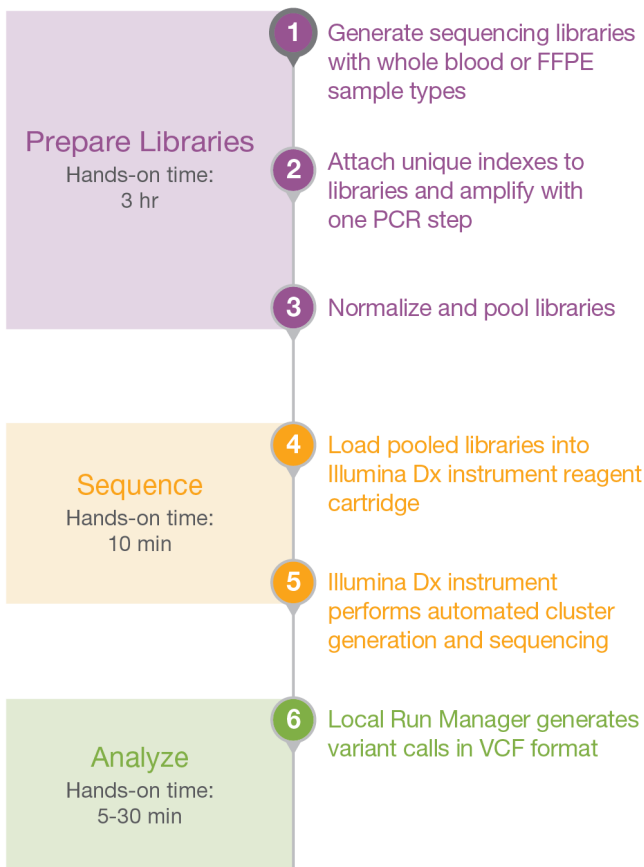 Prepare Libraries
Hands-on time:
3 hr
1
Generate sequencing libraries
with whole blood or FFPE
sample types
2
Attach unique indexes to
libraries and amplify with
one PCR step
3
Normalize and pool libraries
Sequence
Hands-on time:
10 min
4
Load pooled libraries into
Illumina Dx instrument reagent
cartridge
5
Illumina Dx instrument
performs automated cluster
generation and sequencing
Analyze
Hands-on time:
5-30 min
6
Local Run Manager generates
variant calls in VCF format